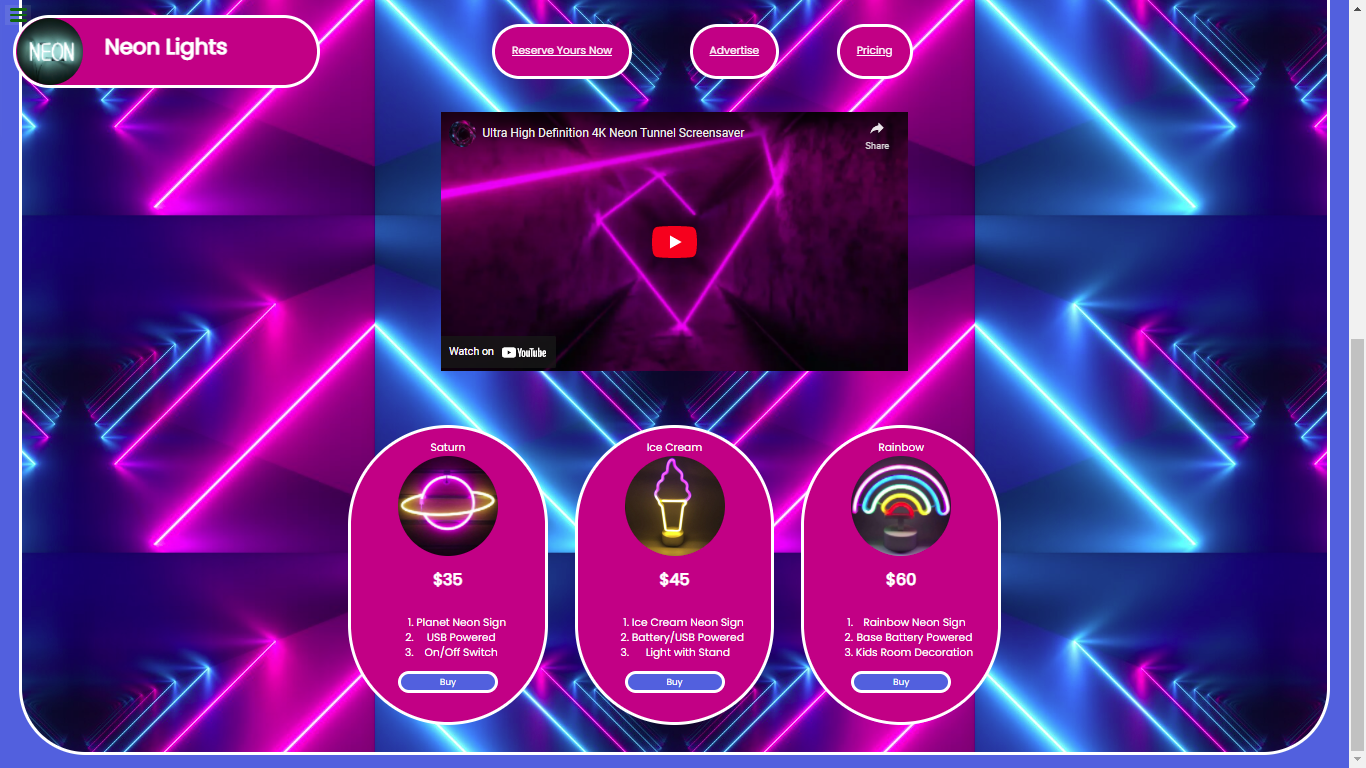 NEON
Neon Lights
Reserve Yours Now
Advertise
Pricing
Ultra High Definition 4K Neon Tunnel Screensaver
Share
Watch on YouTube
Saturn
$35
1. Planet Neon Sign
2. USB Powered
3. On/Off Switch
Buy
Ice Cream
$45
1. Ice Cream Neon Sign
2. Battery/USB Powered
3. Light with Stand
Buy
Rainbow
$60
1. Rainbow Neon Sign
2. Base Battery Powered
3. Kids Room Decoration
Buy